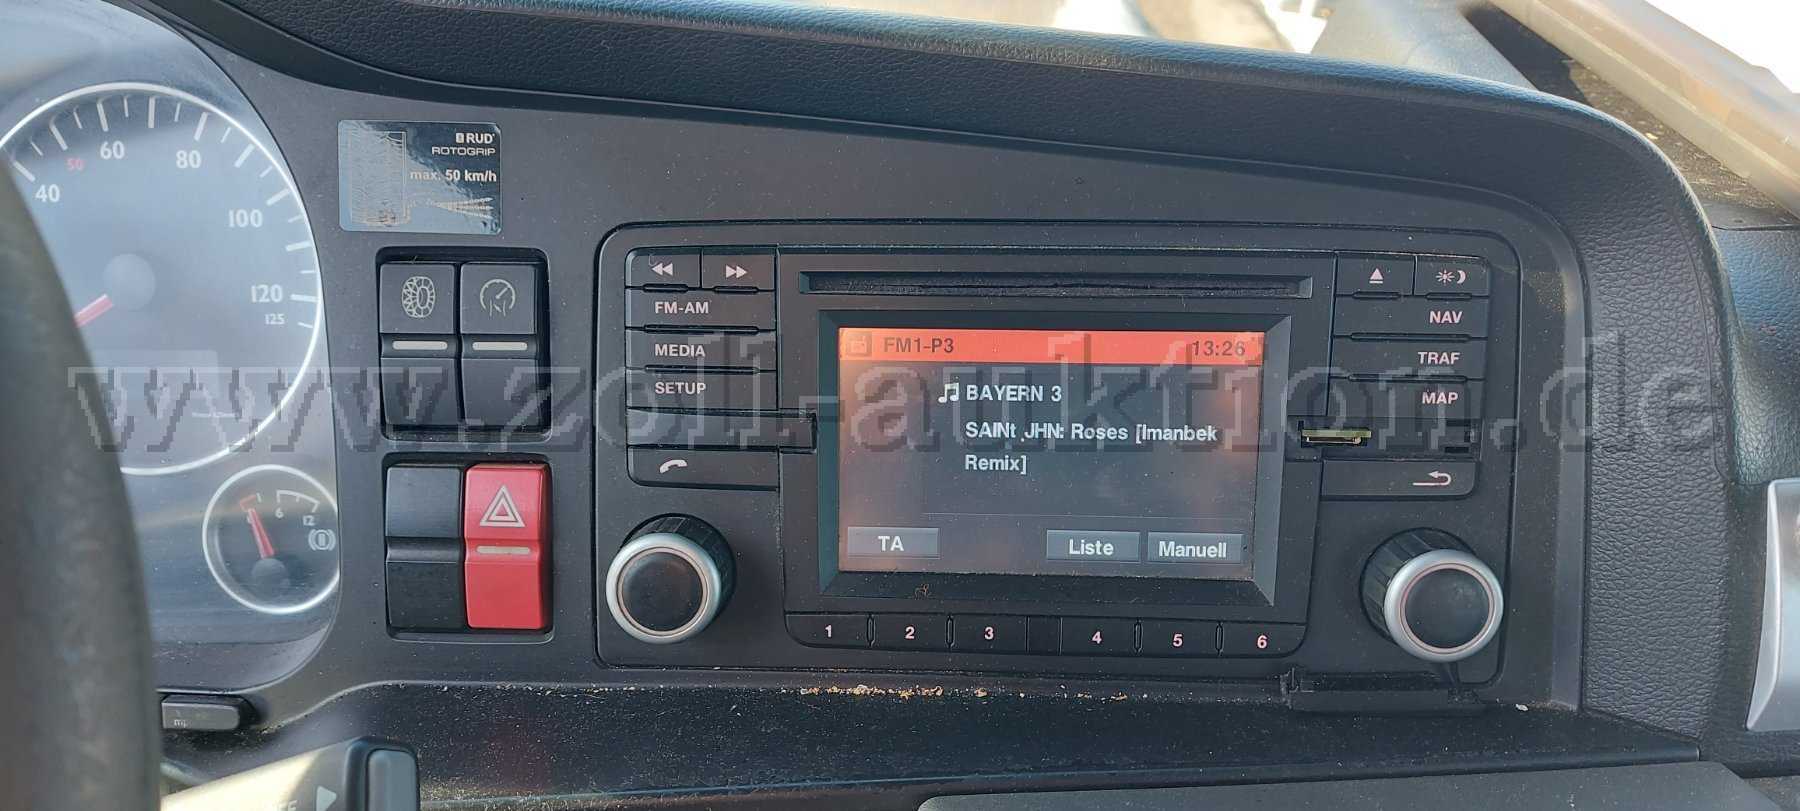 40
50
60
80
100
120
125
RUD
ROTOGRIP
max. 50 km/h
FM-AM
MEDIA
SETUP
NAV
TRAF
MAP
FM1-P3 13:26
BAYERN 3
SAINt JHN: Roses [Imanbek
Remix]
TA Liste Manuell
1 2 3 4 5 6
6 12
www.zoll-auktion.de